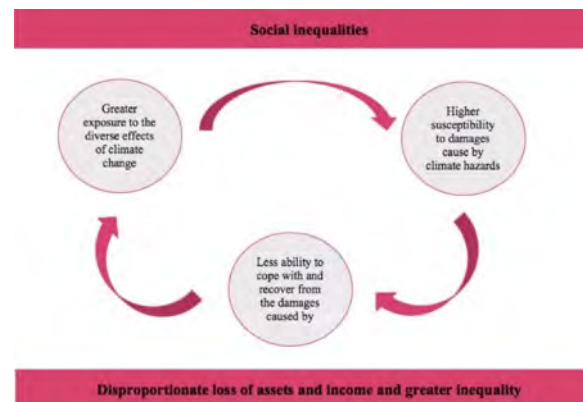 Social inequalities
Greater
exposure to the
diverse effects
of climate
change
Higher
susceptibility
to damages
cause by
climate hazards
Less ability to
cope with and
recover from
the damages
caused by
Disproportionate loss of assets and income and greater inequality